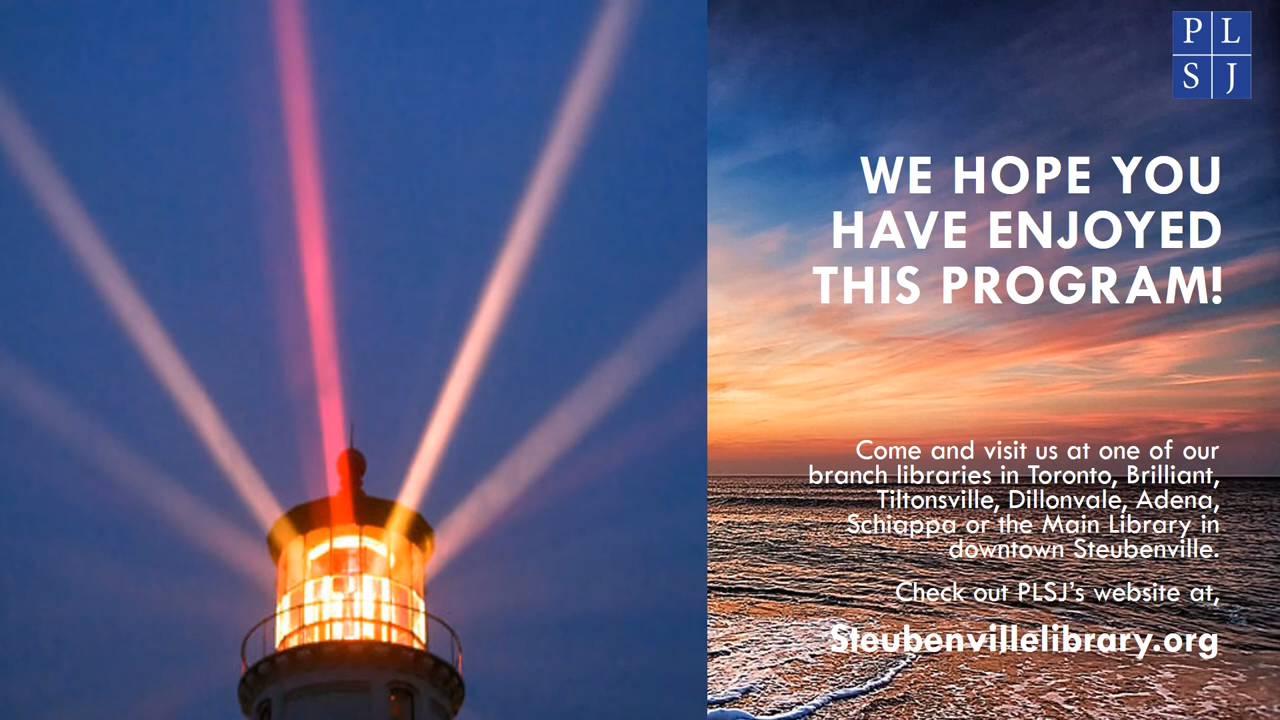 P L
S J
WE HOPE YOU
HAVE ENJOYED
THIS PROGRAM!
Come and visit us at one of our
branch libraries in Toronto, Brilliant,
Tiltonsville, Dillonvale, Adena,
Schiappa or the Main Library in
downtown Steubenville.
Check out PLSJ’s website at,
Steubenvillelibrary.org